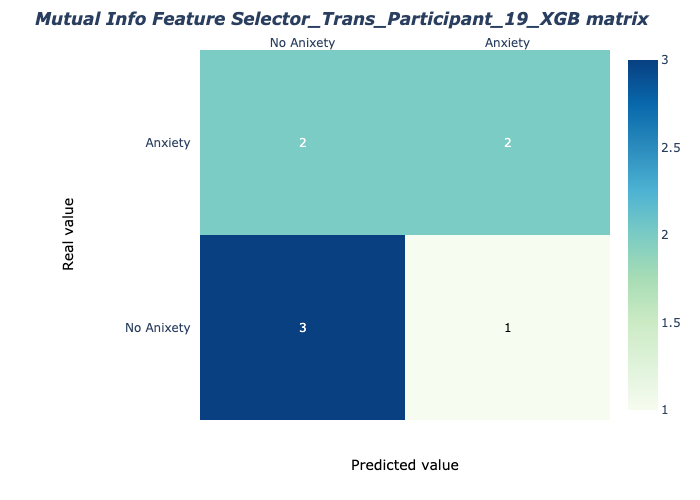 Mutual Info Feature Selector_Trans_Participant_19_XGB matrix
No Anixety Anxiety
3
Anxiety 2 2
2.5
Real value
2
No Anixety 3 1
1.5
1
Predicted value